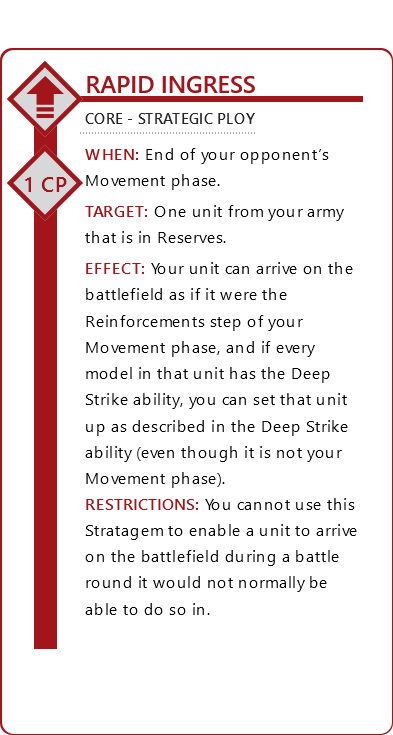 RAPID INGRESS
CORE - STRATEGIC PLOY
WHEN: End of your opponent's
Movement phase.
1 CP
TARGET: One unit from your army
that is in Reserves.
EFFECT: Your unit can arrive on the
battlefield as if it were the
Reinforcements step of your
Movement phase, and if every
model in that unit has the Deep
Strike ability, you can set that unit
up as described in the Deep Strike
ability (even though it is not your
Movement phase).
RESTRICTIONS: You cannot use this
Stratagem to enable a unit to arrive
on the battlefield during a battle
round it would not normally be
able to do so in.